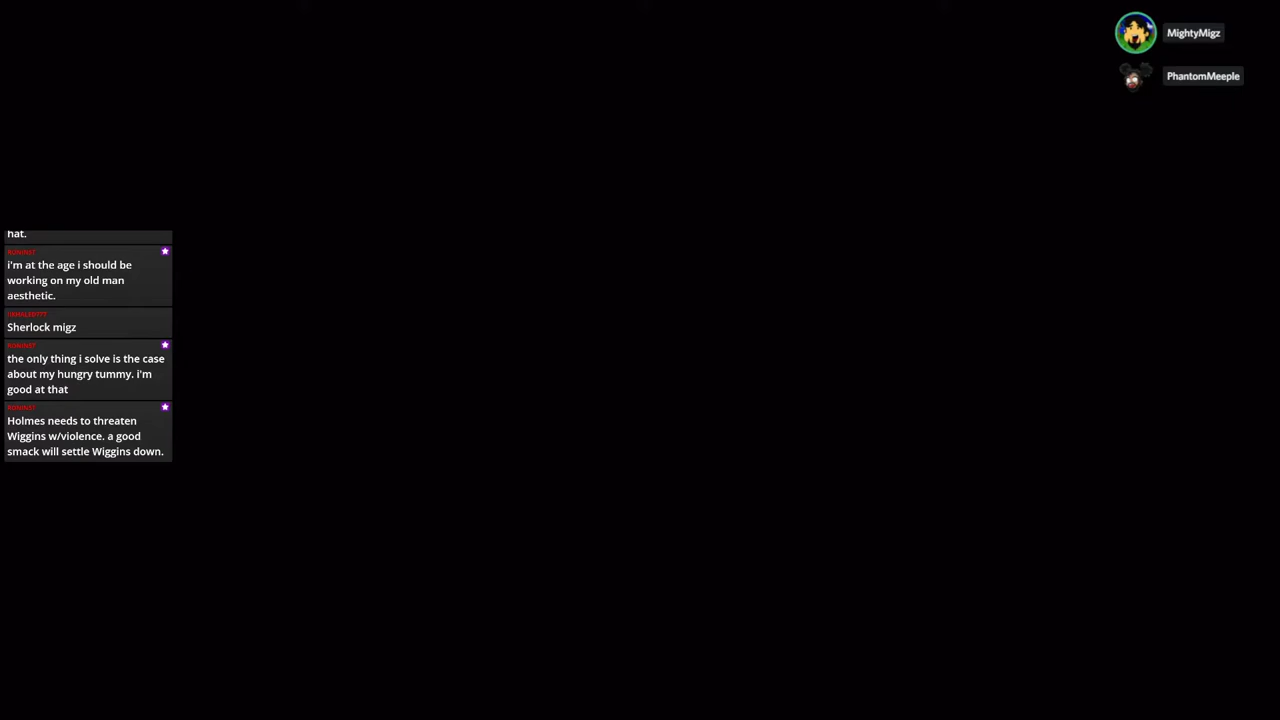 MightyMigz
PhantomMeeple
hat.
i'm at the age i should be
working on my old man
aesthetic.
Sherlock migz
the only thing i solve is the case
about my hungry tummy. i'm
good at that
Holmes needs to threaten
Wiggins w/violence. a good
smack will settle Wiggins down.